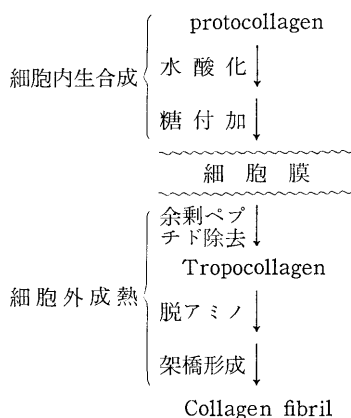 protocollagen
細胞内生合成
水酸化
糖付加
細胞膜
余剰ペプ
チド除去
Tropocollagen
細胞外成熟
脱アミノ
架橋形成
Collagen fibril